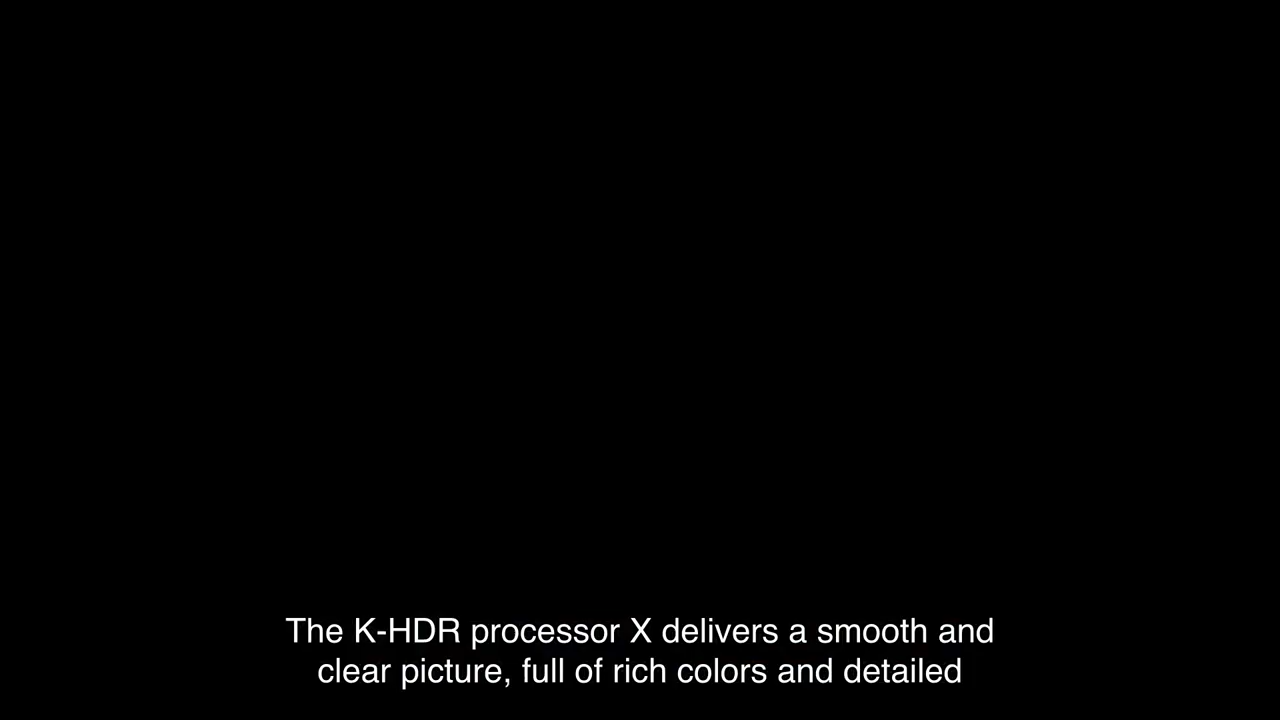 The K-HDR processor X delivers a smooth and
clear picture, full of rich colors and detailed